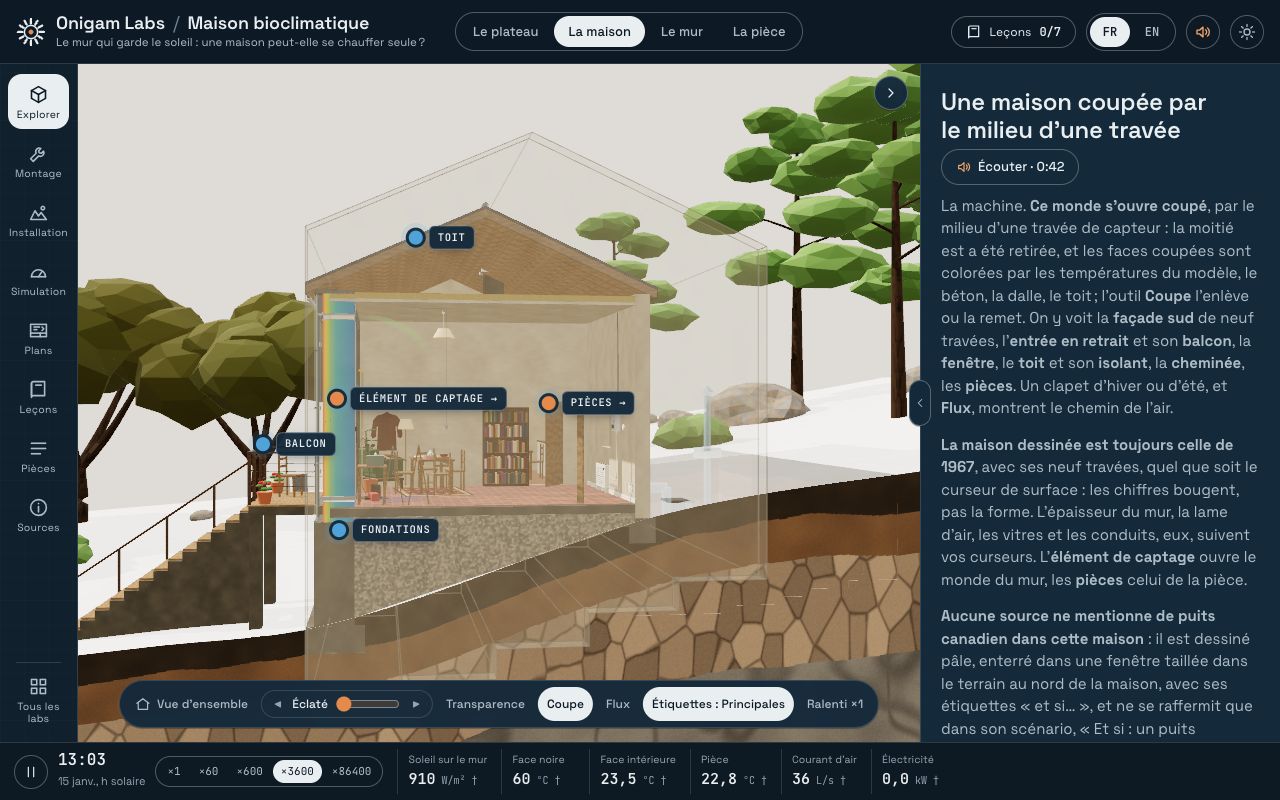 Onigam Labs / Maison bioclimatique
Le mur qui garde le soleil : une maison peut-elle se chauffer seule ?
Le plateau
La maison
Le mur
La pièce
Leçons 0/7
FR
EN
Explorer
Montage
Installation
Simulation
Plans
Leçons
Pièces
Sources
Tous les
labs
TOIT
ÉLÉMENT DE CAPTAGE →
PIÈCES →
BALCON
FONDATIONS
Une maison coupée par
le milieu d’une travée
Écouter · 0:42
La machine. Ce monde s’ouvre coupé, par le
milieu d’une travée de capteur : la moitié
est a été retirée, et les faces coupées sont
colorées par les températures du modèle, le
béton, la dalle, le toit ; l’outil Coupe l’enlève
ou la remet. On y voit la façade sud de neuf
travées, l’entrée en retrait et son balcon, la
fenêtre, le toit et son isolant, la cheminée,
les pièces. Un clapet d’hiver ou d’été, et
Flux, montrent le chemin de l’air.
La maison dessinée est toujours celle de
1967, avec ses neuf travées, quel que soit le
curseur de surface : les chiffres bougent,
pas la forme. L’épaisseur du mur, la lame
d’air, les vitres et les conduits, eux, suivent
vos curseurs. L’élément de captage ouvre le
monde du mur, les pièces celui de la pièce.
Aucune source ne mentionne de puits
canadien dans cette maison : il est dessiné
pâle, enterré dans une fenêtre taillée dans
le terrain au nord de la maison, avec ses
étiquettes « et si… », et ne se raffermit que
dans son scénario, « Et si : un puits
Vue d’ensemble
◀ Éclaté ▶
Transparence
Coupe
Flux
Étiquettes : Principales
Ralenti ×1
13:03
15 janv., h solaire
×1
×60
×600
×3600
×86400
Soleil sur le mur
910 W/m² †
Face noire
60 °C †
Face intérieure
23,5 °C †
Pièce
22,8 °C †
Courant d’air
36 L/s †
Électricité
0,0 kW †